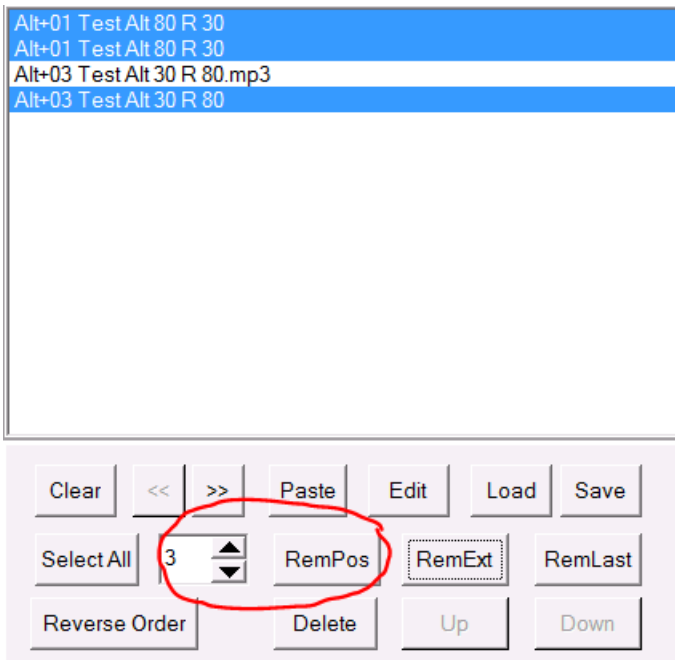 Alt+01 Test Alt 80 R 30
Alt+01 Test Alt 80 R 30
Alt+03 Test Alt 30 R 80.mp3
Alt+03 Test Alt 30 R 80
Clear << >> Paste Edit Load Save
Select All 3 RemPos RemExt RemLast
Reverse Order Delete Up Down